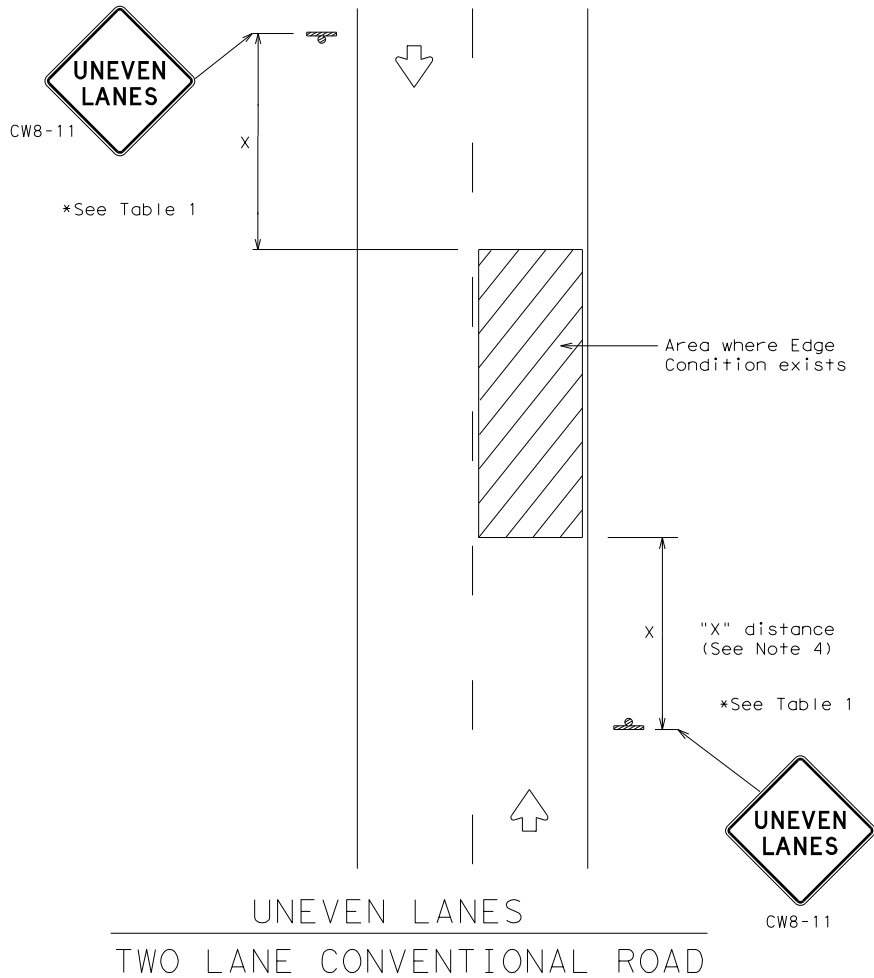 UNEVEN
LANES
CW8-11
X
*See Table 1
Area where Edge
Condition exists
X
"X" distance
(See Note 4)
*See Table 1
UNEVEN
LANES
CW8-11
UNEVEN LANES
TWO LANE CONVENTIONAL ROAD